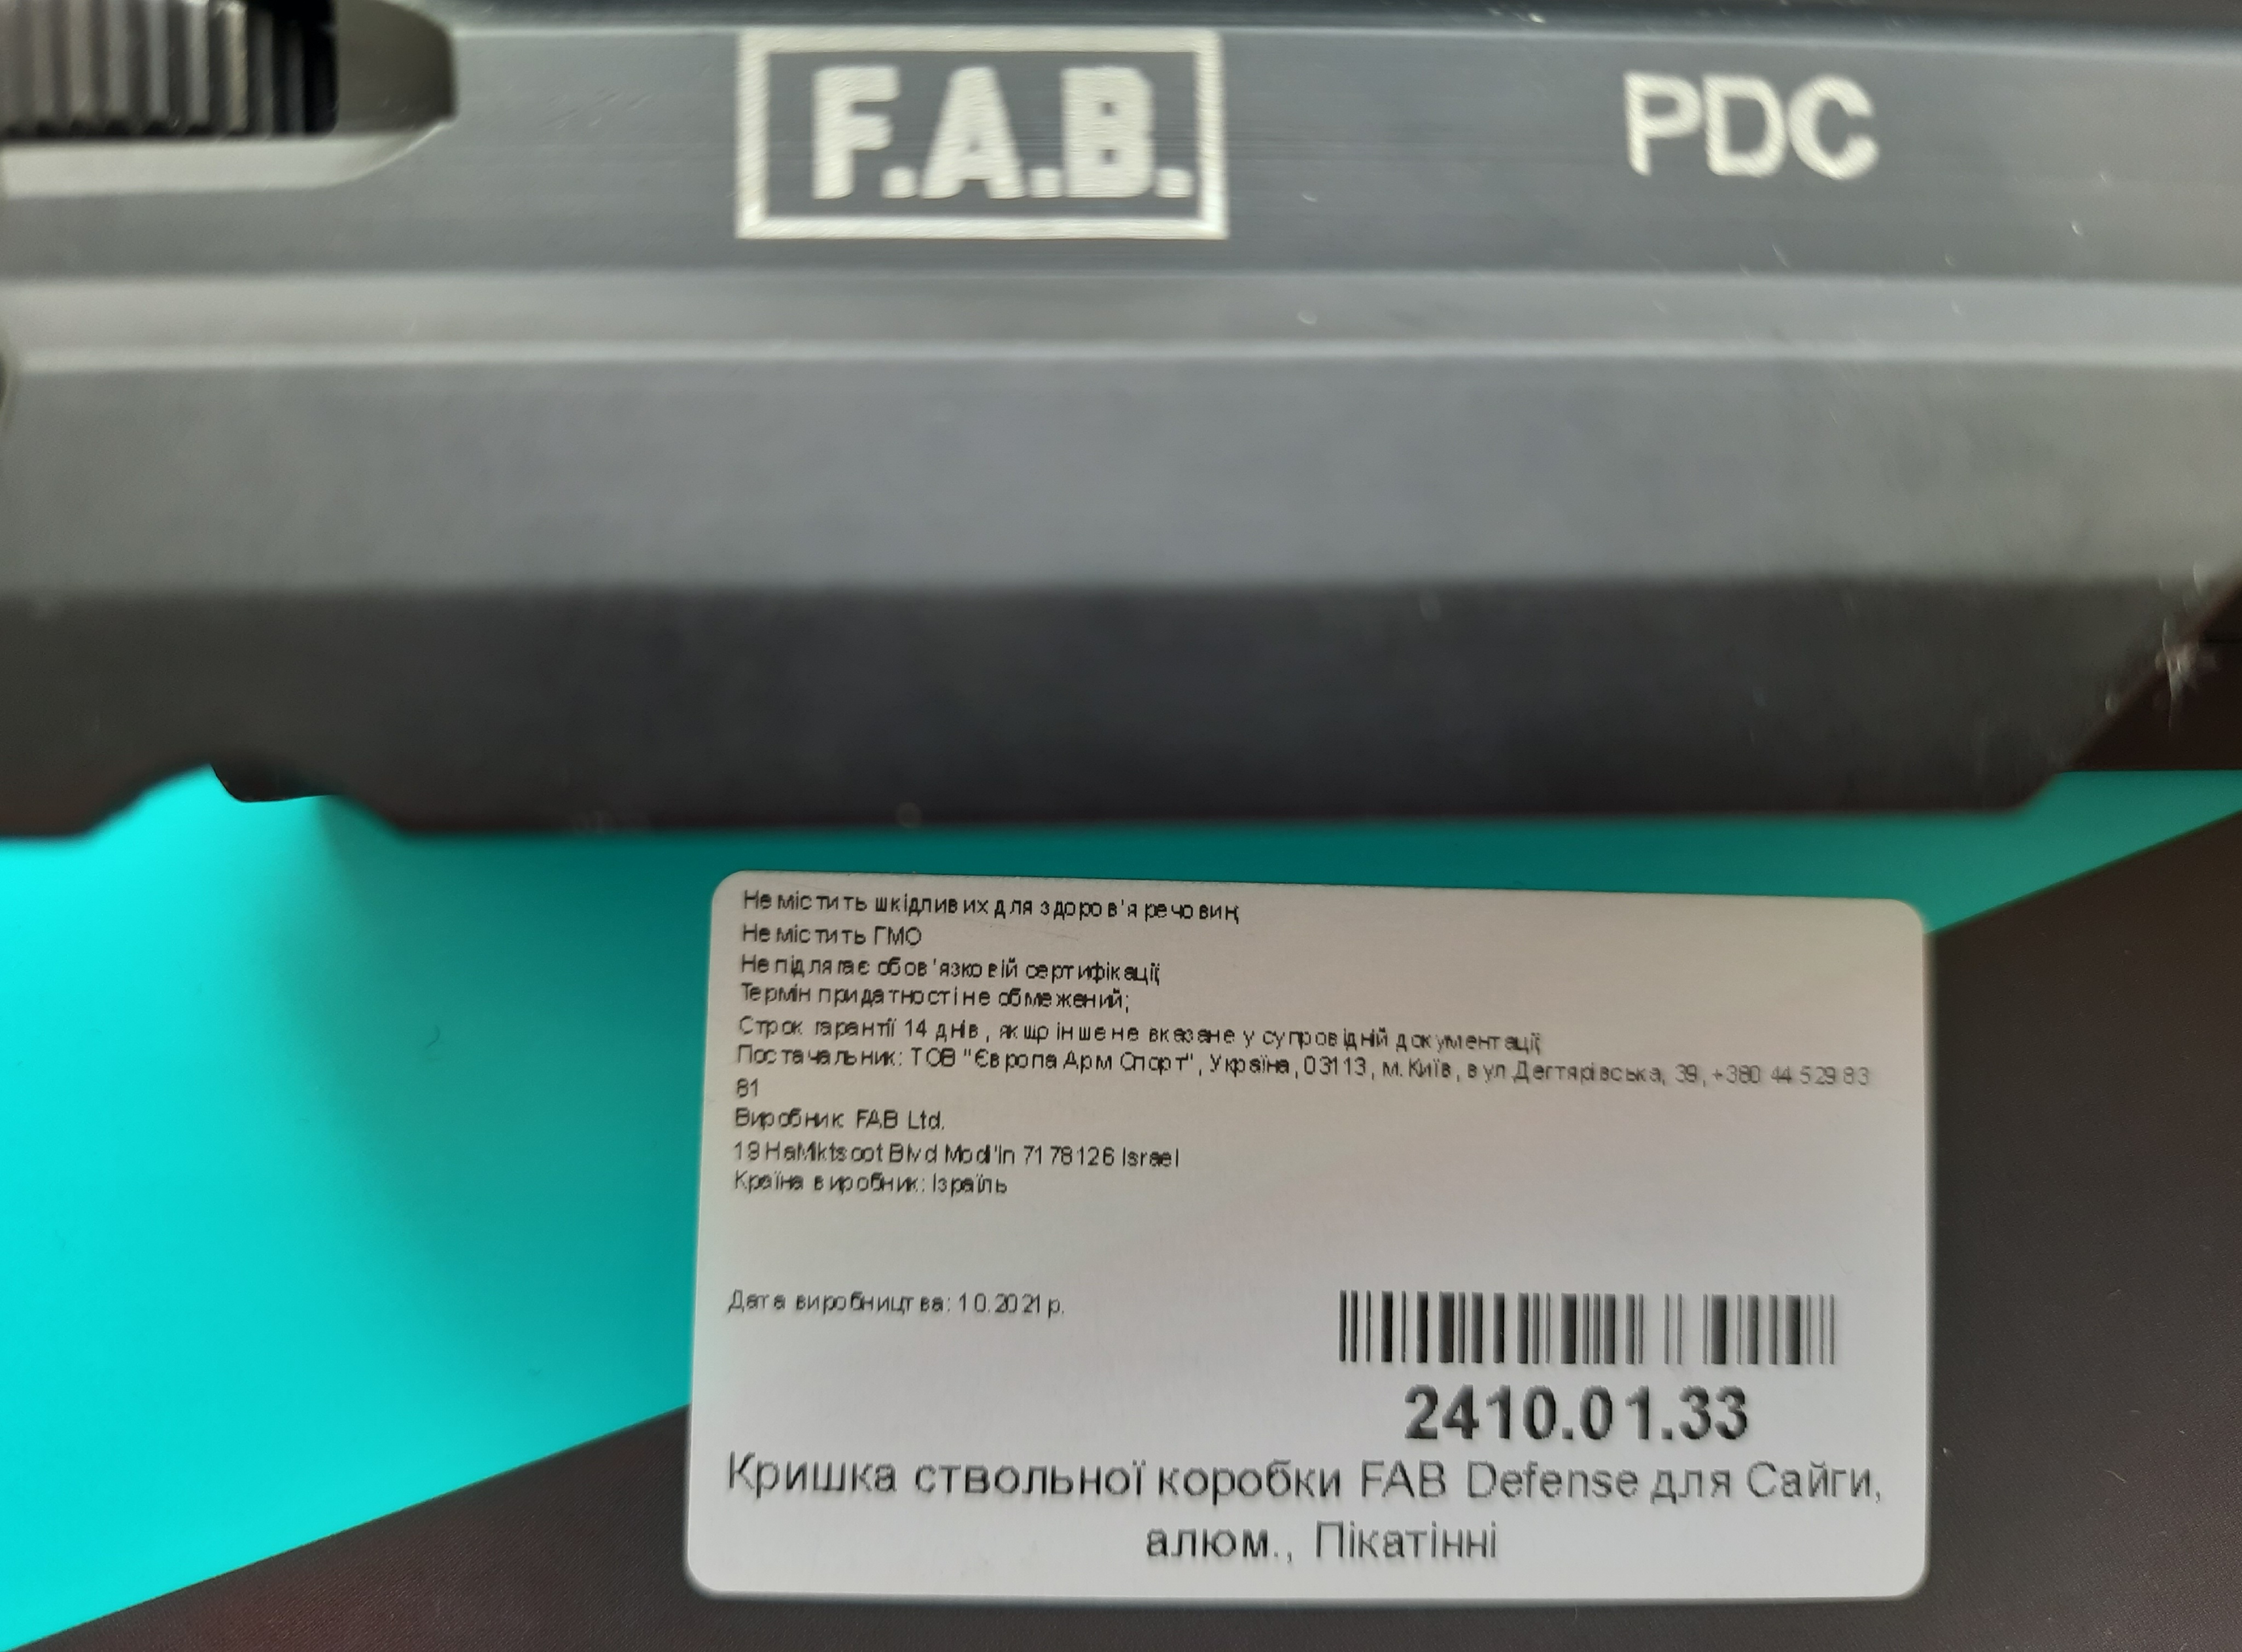 F.A.B.
PDC
Не містить шкідливих для здоров'я речовин;
Не містить ГМО
Не підлягає обов'язковій сертифікації;
Термін придатності не обмежений;
Строк гарантії 14 днів, якщо інше не вказане у супровідній документації;
Постачальник: ТОВ "Європа Арм Спорт", Україна, 03113, м. Київ, вул.Дегтярівська, 39, +380 44 529 83
81
Виробник: FAB Ltd.
19 HaMiktsoot Blvd Modi'in 7178126 Israel
Країна виробник: Ізраїль
Дата виробництва: 10.2021р.
2410.01.33
Кришка ствольної коробки FAB Defense для Сайги,
алюм., Пікатінні